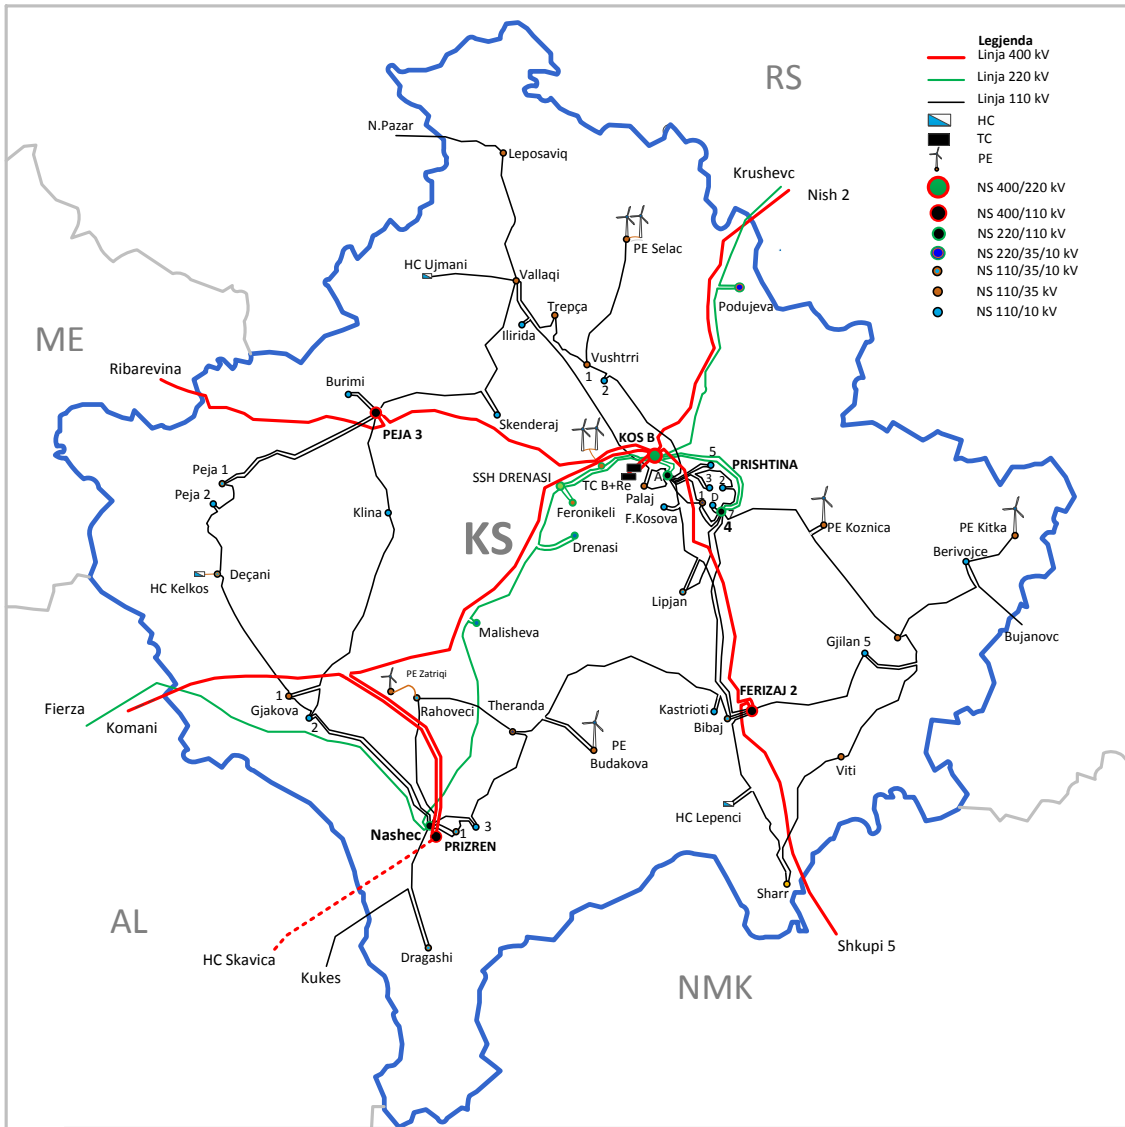 Legjenda
Linja 400 kV
Linja 220 kV
Linja 110 kV
HC
TC
PE
NS 400/220 kV
NS 400/110 kV
NS 220/110 kV
NS 220/35/10 kV
NS 110/35/10 kV
NS 110/35 kV
NS 110/10 kV
RS
N.Pazar
Leposaviq
Krushevc
Nish 2
PE Selac
HC Ujmani
Vallaqi
Podujeva
Trepça
Ilirida
ME
Ribarevina
Vushtrri
1
2
Burimi
Skenderaj
PEJA 3
KOS B
5
PRISHTINA
Peja 1
SSH DRENASI
TC B+Re
A
3
2
Peja 2
Palaj
1
D
7
4
Feronikeli
F.Kosova
Klina
KS
Drenasi
PE Koznica
PE Kitka
Berivojce
HC Kelkos
Deçani
Lipjan
Malisheva
Bujanovc
Gjilan 5
PE Zatriqi
1
Gjakova
2
Rahoveci
Theranda
FERIZAJ 2
Fierza
Komani
Kastrioti
Bibaj
PE
Budakova
Viti
HC Lepenci
Nashec
1
3
PRIZREN
Sharr
AL
HC Skavica
Kukes
Dragashi
Shkupi 5
NMK